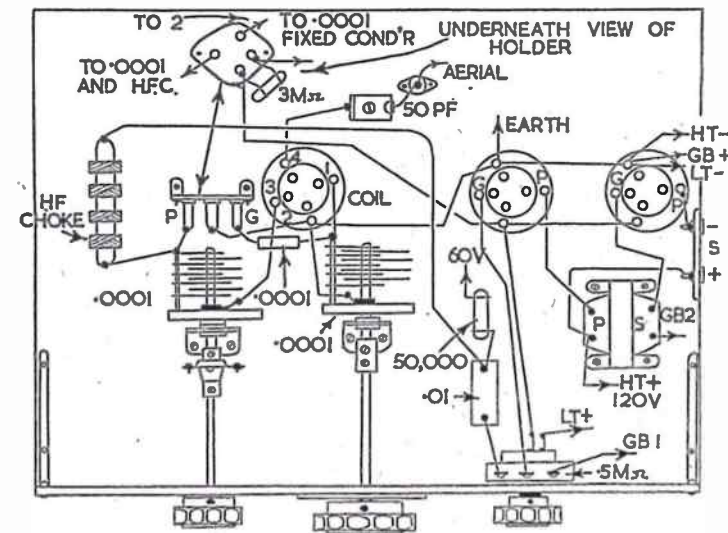 TO 2
TO .0001
FIXED COND'R
UNDERNEATH VIEW OF
HOLDER
TO .0001
AND H.F.C.
3MΩ
AERIAL
50 PF
EARTH
HT-
GB+
LT-
4
1
3
2
COIL
G
P
G
P
HF
CHOKE
P
G
-
S
+
60V
.0001
.0001
.0001
50,000
P
S
GB2
HT+
120V
.01
LT+
GB 1
.5MΩ